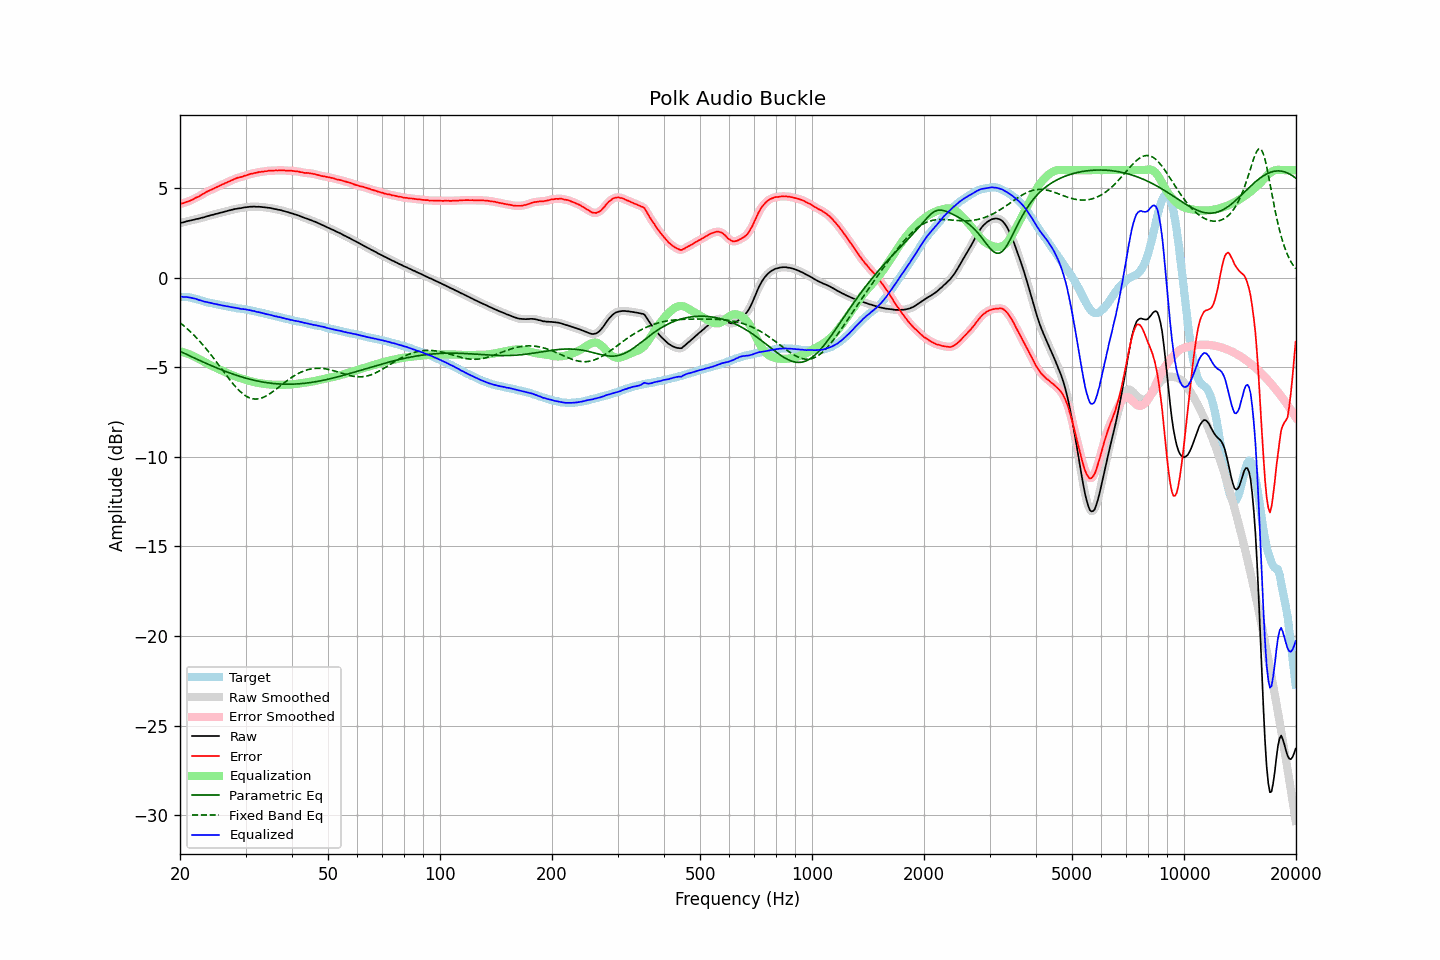 Polk Audio Buckle
Amplitude (dBr)
5
0
−5
−10
−15
−20
−25
−30
Target
Raw Smoothed
Error Smoothed
Raw
Error
Equalization
Parametric Eq
Fixed Band Eq
Equalized
20 50 100 200 500 1000 2000 5000 10000 20000
Frequency (Hz)